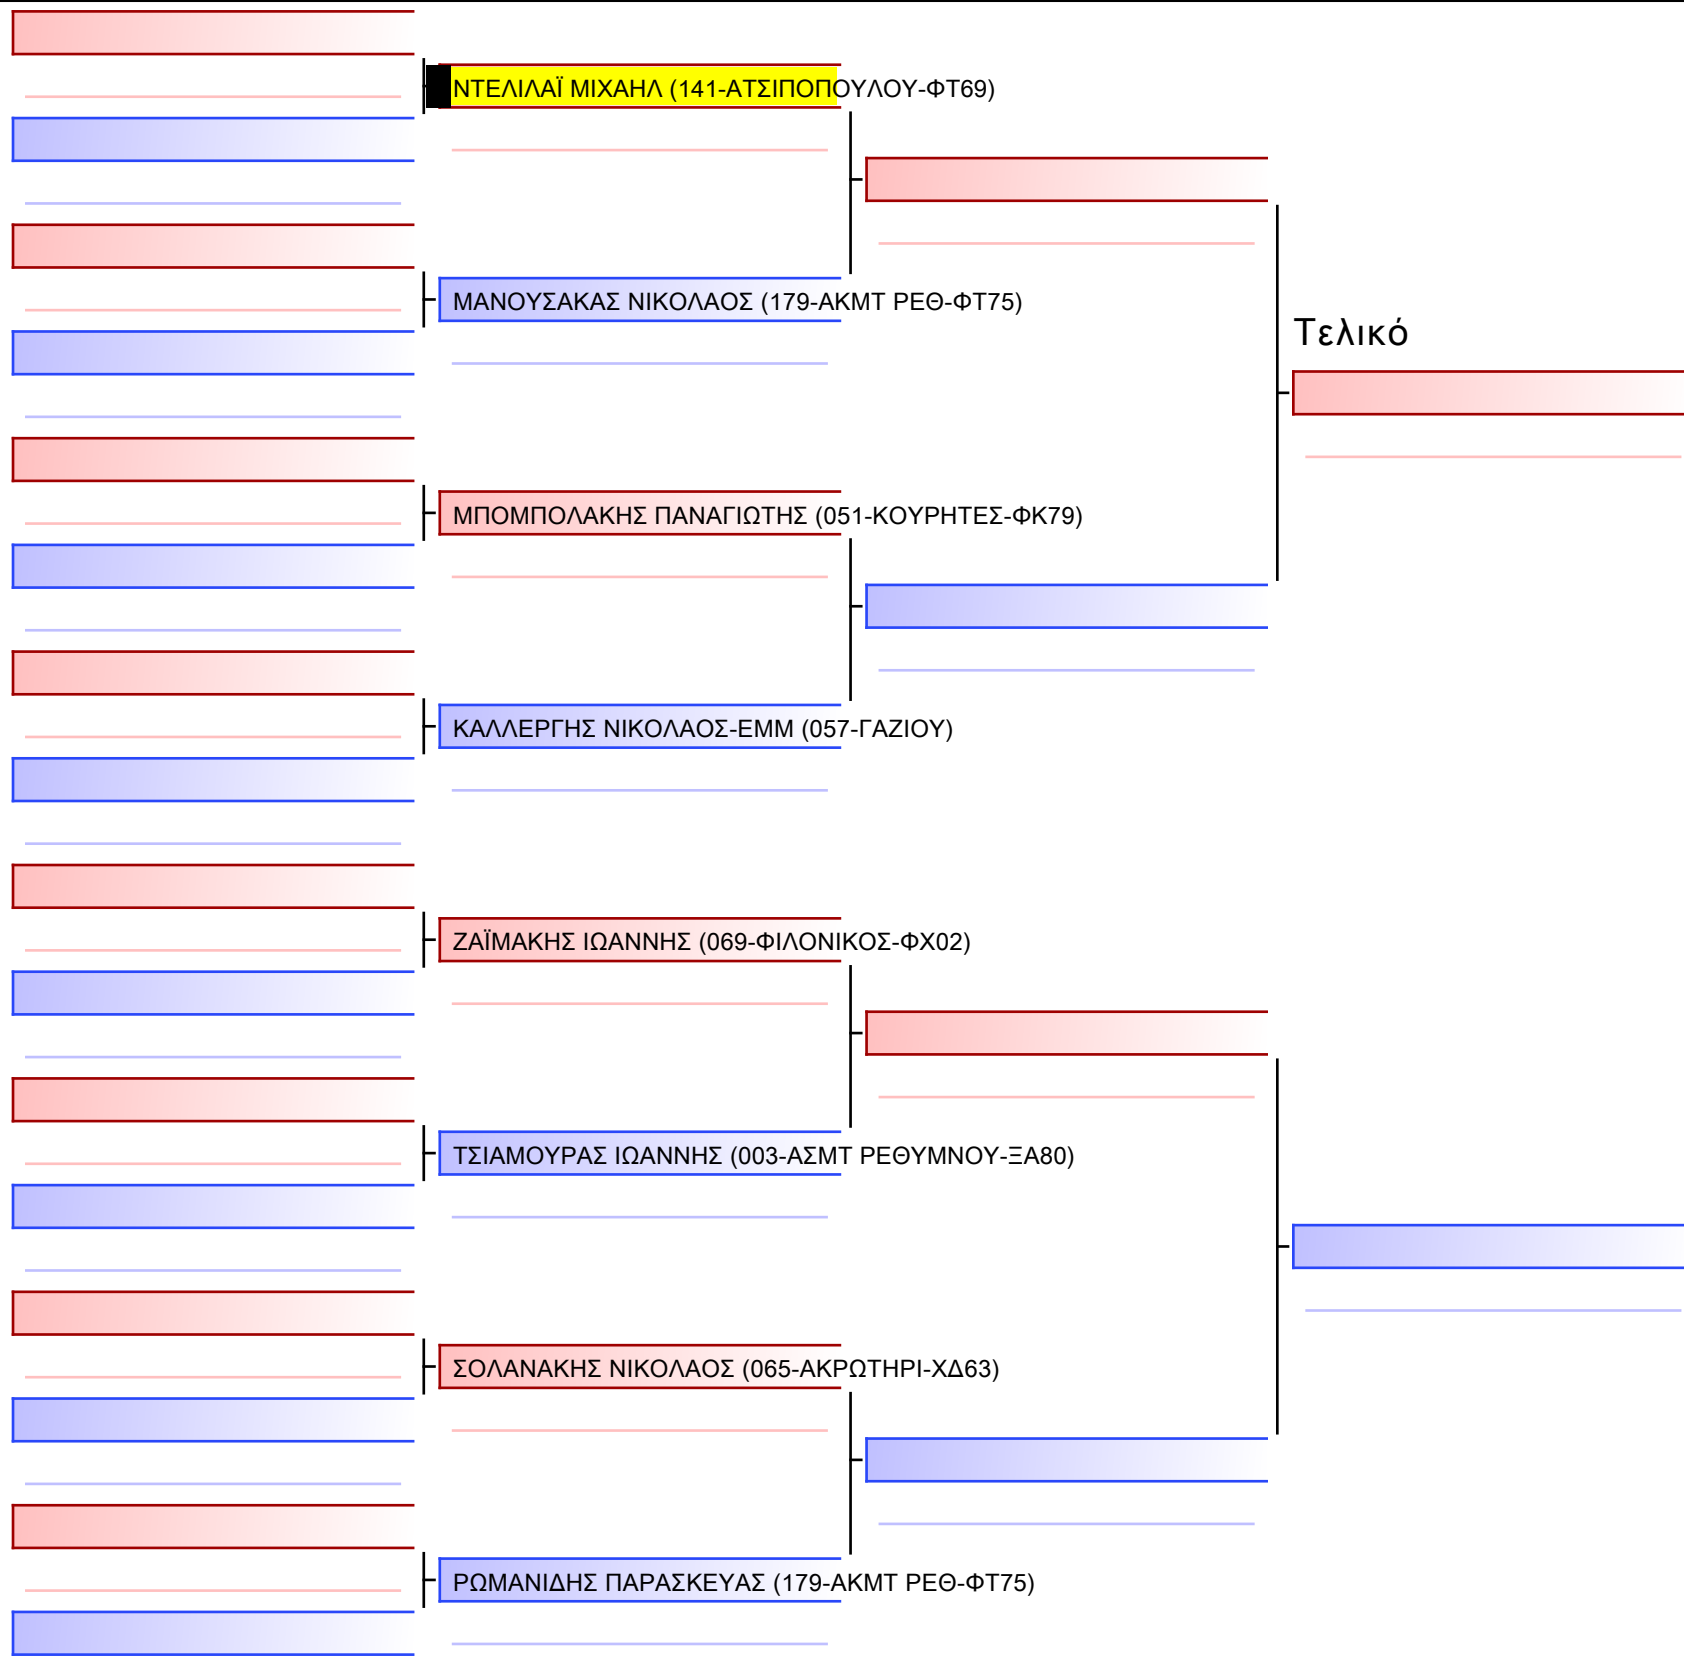 ΝΤΕΛΙΛΑΪ ΜΙΧΑΗΛ (141-ΑΤΣΙΠΟΠΟΥΛΟΥ-ΦΤ69)
ΜΑΝΟΥΣΑΚΑΣ ΝΙΚΟΛΑΟΣ (179-ΑΚΜΤ ΡΕΘ-ΦΤ75)
Τελικό
ΜΠΟΜΠΟΛΑΚΗΣ ΠΑΝΑΓΙΩΤΗΣ (051-ΚΟΥΡΗΤΕΣ-ΦΚ79)
ΚΑΛΛΕΡΓΗΣ ΝΙΚΟΛΑΟΣ-ΕΜΜ (057-ΓΑΖΙΟΥ)
ΖΑΪΜΑΚΗΣ ΙΩΑΝΝΗΣ (069-ΦΙΛΟΝΙΚΟΣ-ΦΧ02)
ΤΣΙΑΜΟΥΡΑΣ ΙΩΑΝΝΗΣ (003-ΑΣΜΤ ΡΕΘΥΜΝΟΥ-ΞΑ80)
ΣΟΛΑΝΑΚΗΣ ΝΙΚΟΛΑΟΣ (065-ΑΚΡΩΤΗΡΙ-ΧΔ63)
ΡΩΜΑΝΙΔΗΣ ΠΑΡΑΣΚΕΥΑΣ (179-ΑΚΜΤ ΡΕΘ-ΦΤ75)